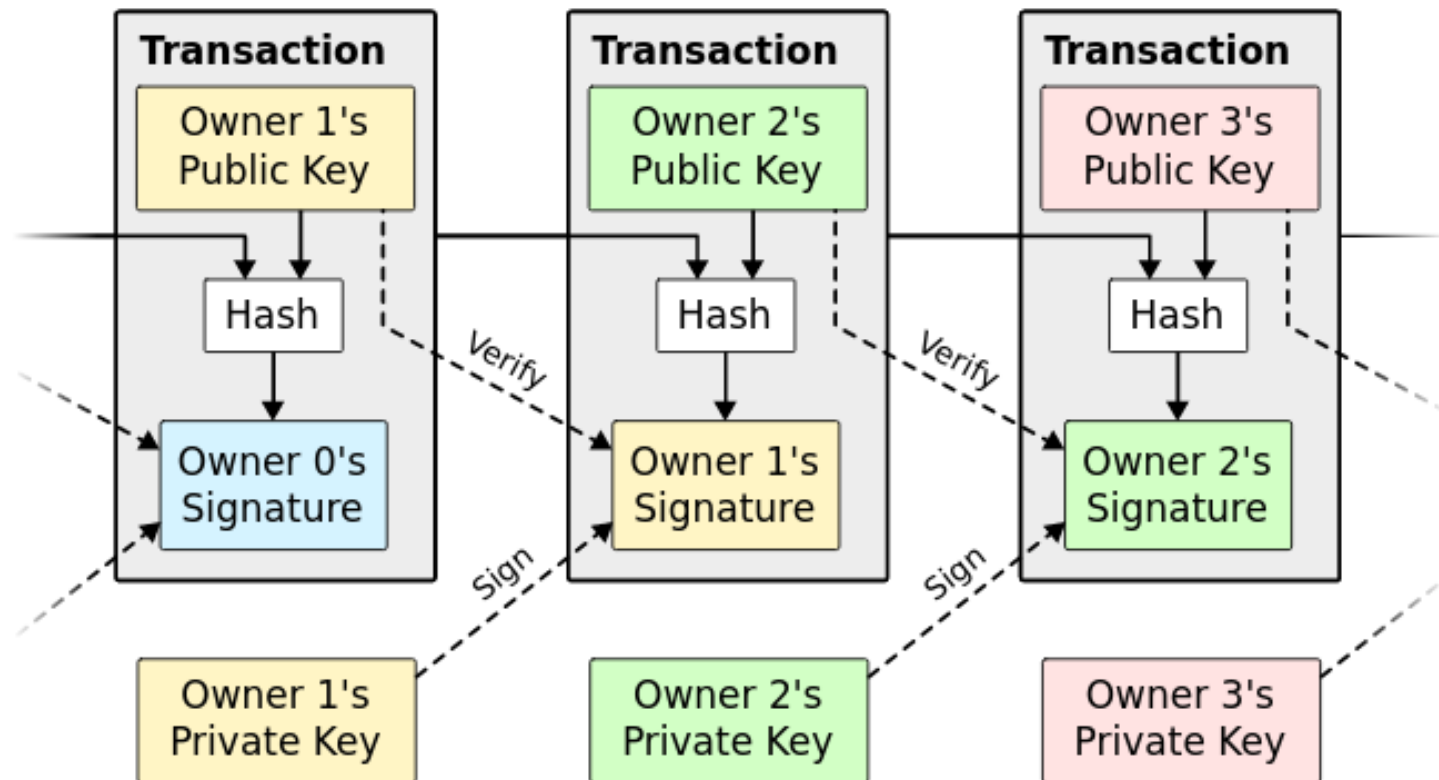 Transaction
Owner 1's
Public Key
Hash
Owner 0's
Signature
Transaction
Owner 2's
Public Key
Hash
Verify
Owner 1's
Signature
Sign
Transaction
Owner 3's
Public Key
Hash
Verify
Owner 2's
Signature
Sign
Owner 1's
Private Key
Owner 2's
Private Key
Owner 3's
Private Key